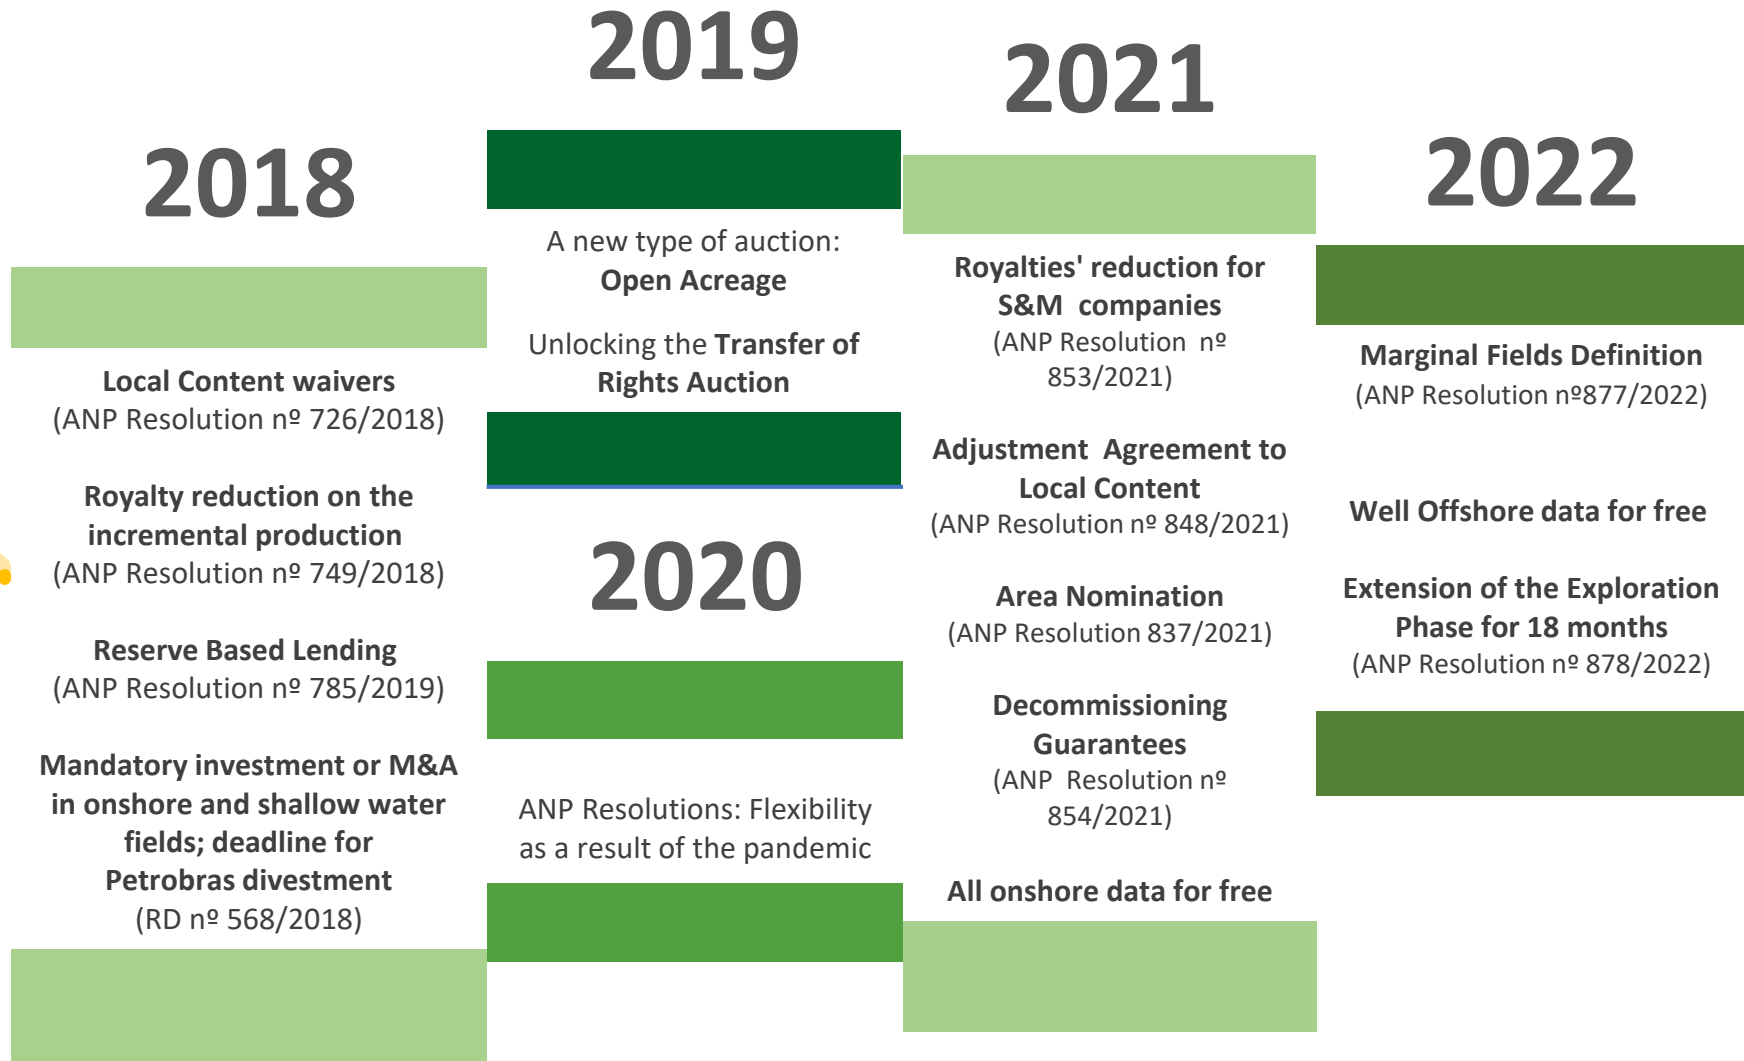 2018
Local Content waivers
(ANP Resolution nº 726/2018)
Royalty reduction on the
incremental production
(ANP Resolution nº 749/2018)
Reserve Based Lending
(ANP Resolution nº 785/2019)
Mandatory investment or M&A
in onshore and shallow water
fields; deadline for
Petrobras divestment
(RD nº 568/2018)
2019
A new type of auction:
Open Acreage
Unlocking the Transfer of
Rights Auction
2020
ANP Resolutions: Flexibility
as a result of the pandemic
2021
Royalties' reduction for
S&M companies
(ANP Resolution nº
853/2021)
Adjustment Agreement to
Local Content
(ANP Resolution nº 848/2021)
Area Nomination
(ANP Resolution 837/2021)
Decommissioning
Guarantees
(ANP Resolution nº
854/2021)
All onshore data for free
2022
Marginal Fields Definition
(ANP Resolution nº877/2022)
Well Offshore data for free
Extension of the Exploration
Phase for 18 months
(ANP Resolution nº 878/2022)